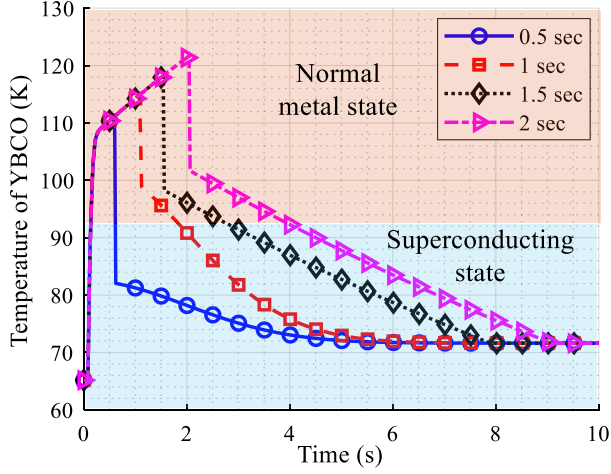 130
120
110
100
90
80
70
60
Temperature of YBCO (K)
0.5 sec
1 sec
1.5 sec
2 sec
Normal
metal state
Superconducting
state
0 2 4 6 8 10
Time (s)